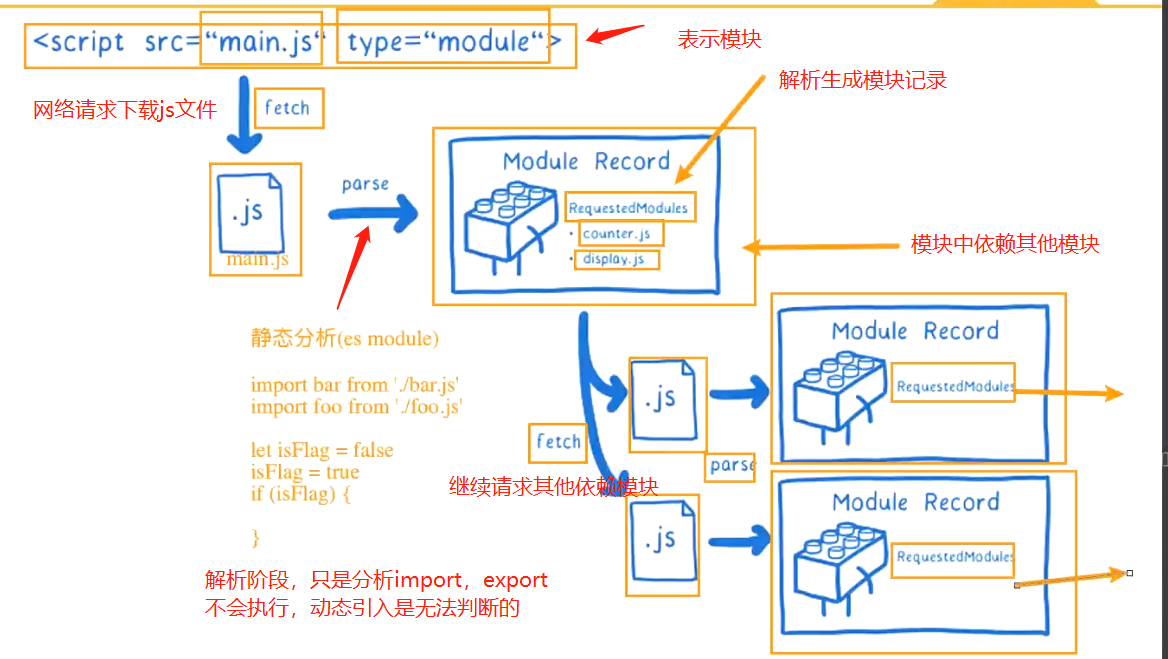 <script src=“main.js“ type=“module“>
表示模块
解析生成模块记录
网络请求下载js文件
fetch
Module Record
parse
RequestedModules
.js
counter.js
main.js
display.js
模块中依赖其他模块
静态分析(es module)
import bar from './bar.js'
import foo from './foo.js'
let isFlag = false
isFlag = true
if (isFlag) {
}
解析阶段，只是分析import，export
不会执行，动态引入是无法判断的
fetch
继续请求其他依赖模块
.js
parse
Module Record
RequestedModules
.js
Module Record
RequestedModules